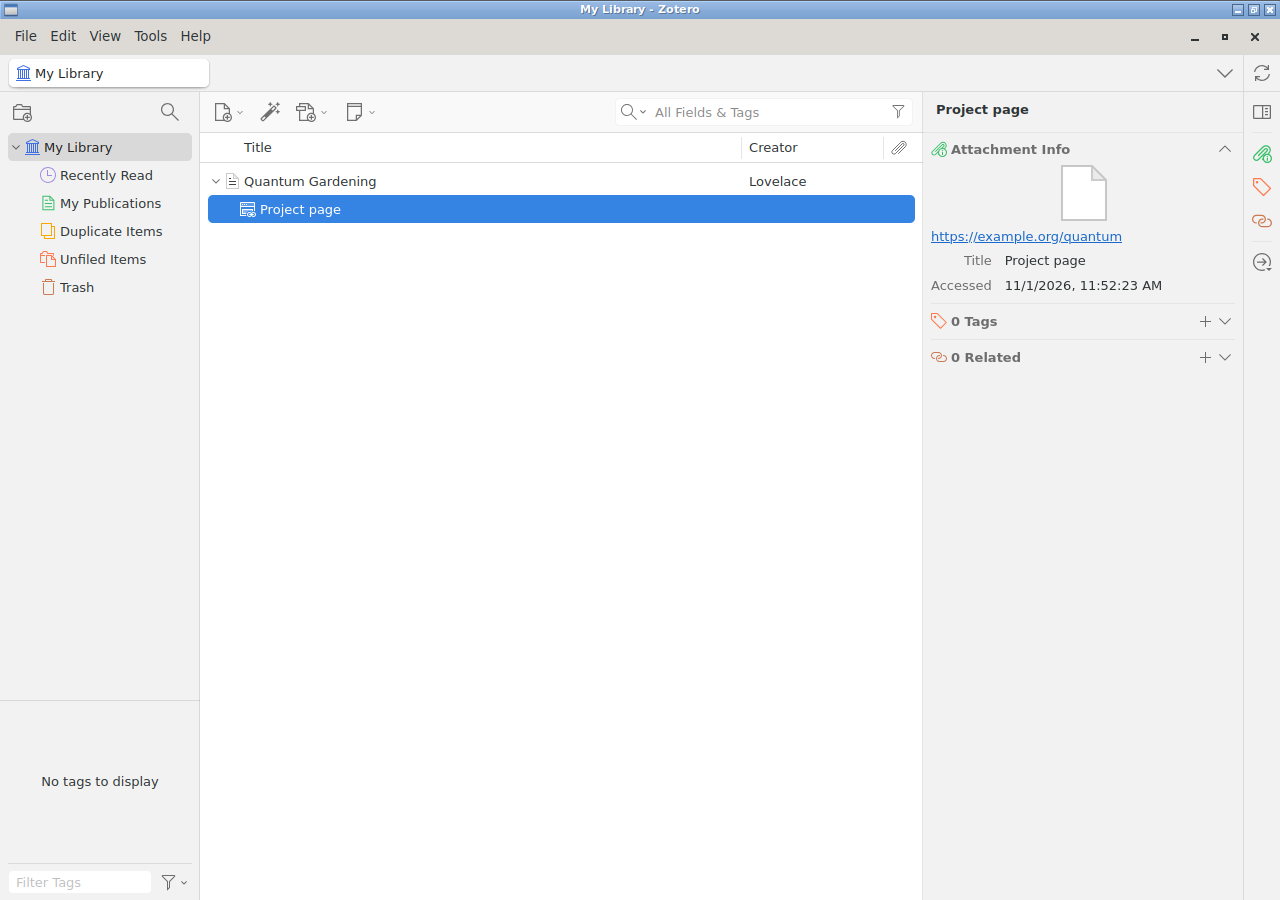 My Library - Zotero
File Edit View Tools Help
My Library
All Fields & Tags
My Library
Recently Read
My Publications
Duplicate Items
Unfiled Items
Trash
No tags to display
Filter Tags
Title Creator
Quantum Gardening Lovelace
Project page
Project page
Attachment Info
https://example.org/quantum
Title Project page
Accessed 11/1/2026, 11:52:23 AM
0 Tags
0 Related